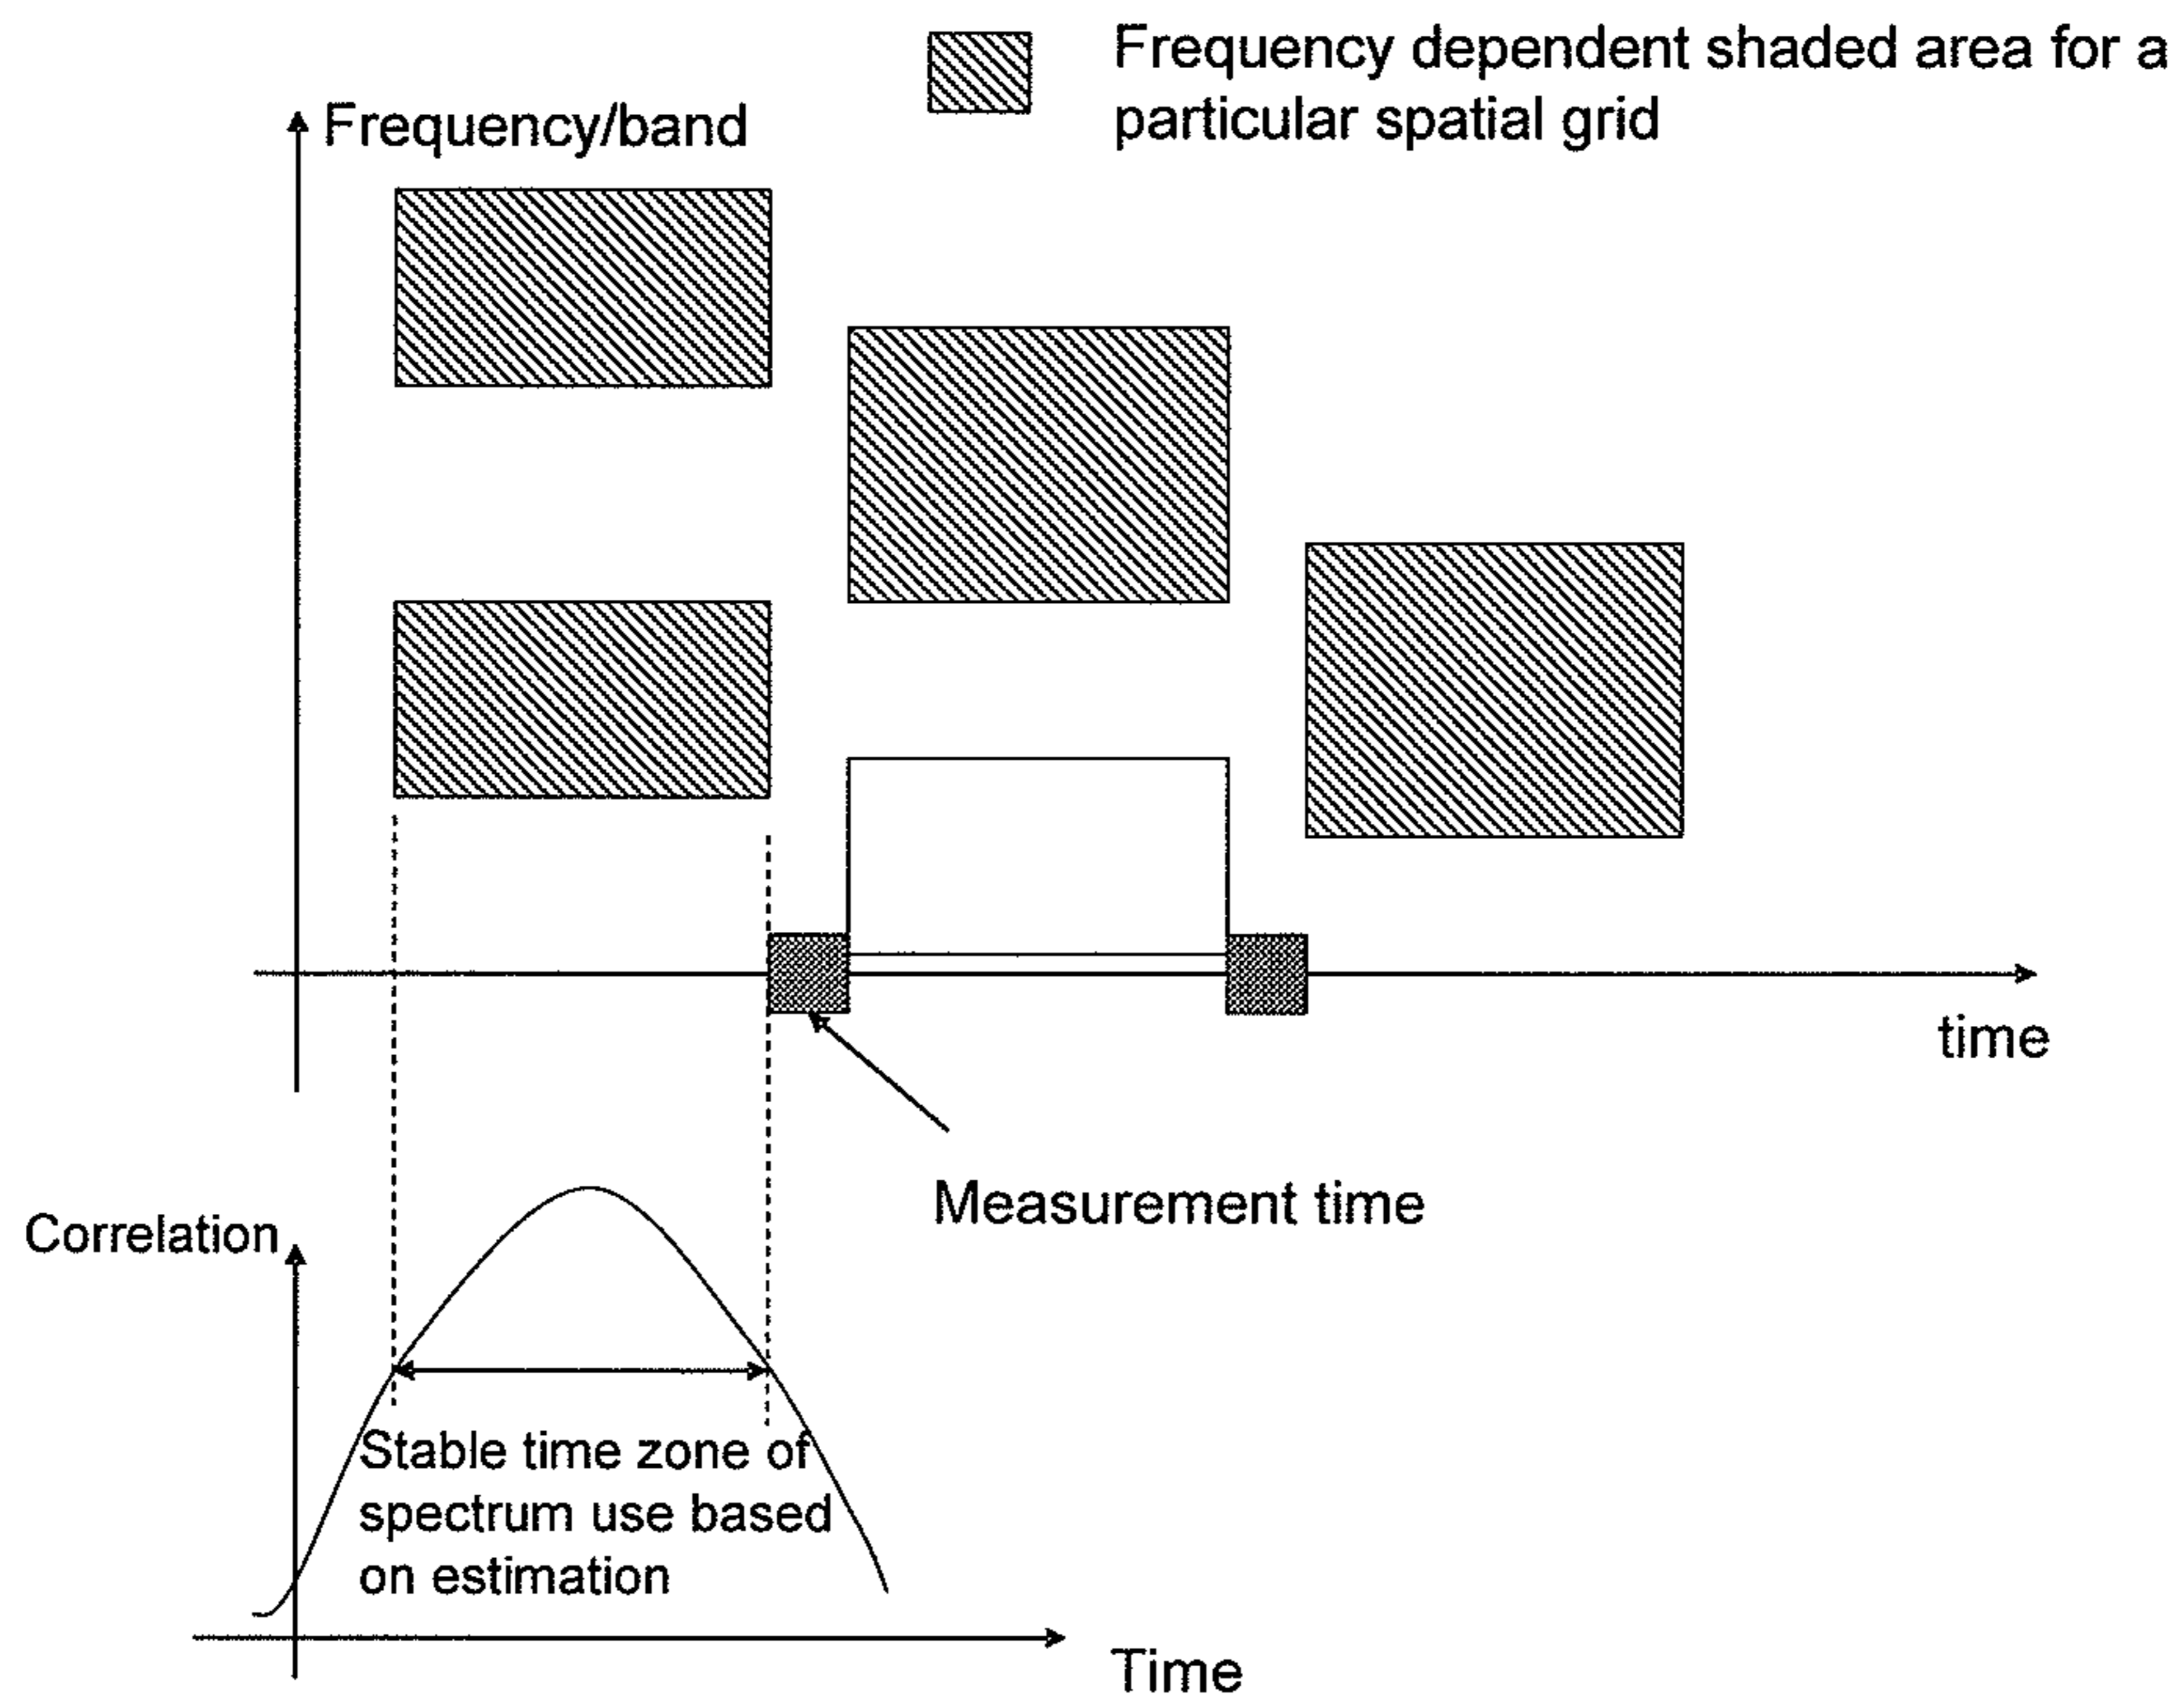 Frequency dependent shaded area for a
particular spatial grid
Frequency/band
time
Measurement time
Correlation
Stable time zone of
spectrum use based
on estimation
Time